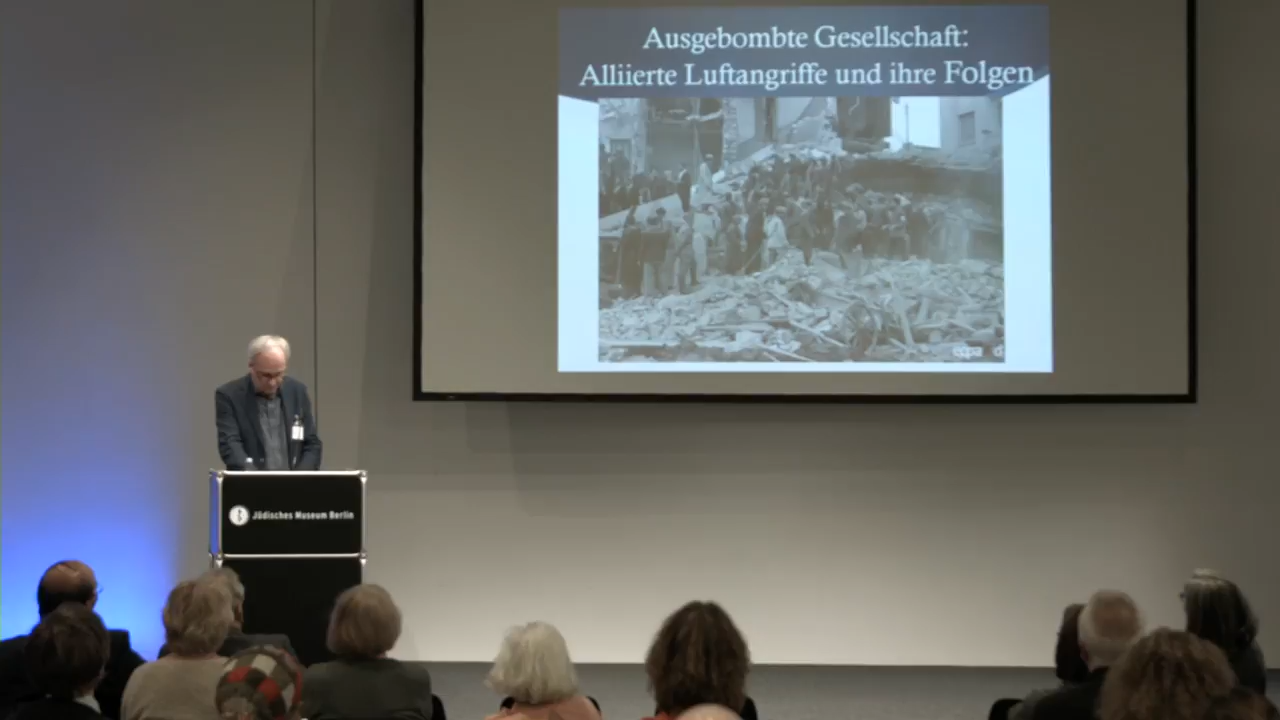 Ausgebombte Gesellschaft:
Alliierte Luftangriffe und ihre Folgen
Jüdisches Museum Berlin